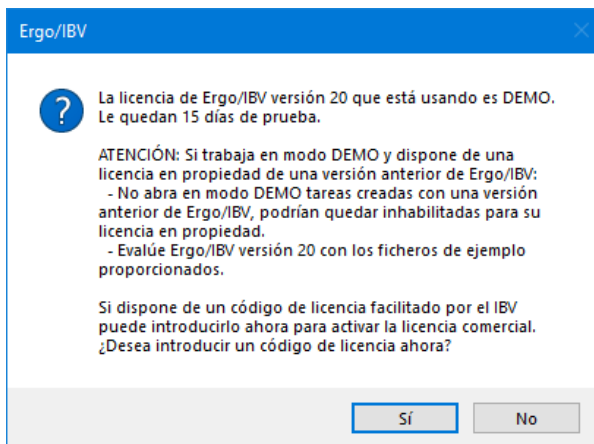 Ergo/IBV
La licencia de Ergo/IBV versión 20 que está usando es DEMO.
Le quedan 15 días de prueba.
ATENCIÓN: Si trabaja en modo DEMO y dispone de una
licencia en propiedad de una versión anterior de Ergo/IBV:
- No abra en modo DEMO tareas creadas con una versión
anterior de Ergo/IBV, podrían quedar inhabilitadas para su
licencia en propiedad.
- Evalúe Ergo/IBV versión 20 con los ficheros de ejemplo
proporcionados.
Si dispone de un código de licencia facilitado por el IBV
puede introducirlo ahora para activar la licencia comercial.
¿Desea introducir un código de licencia ahora?
Sí No